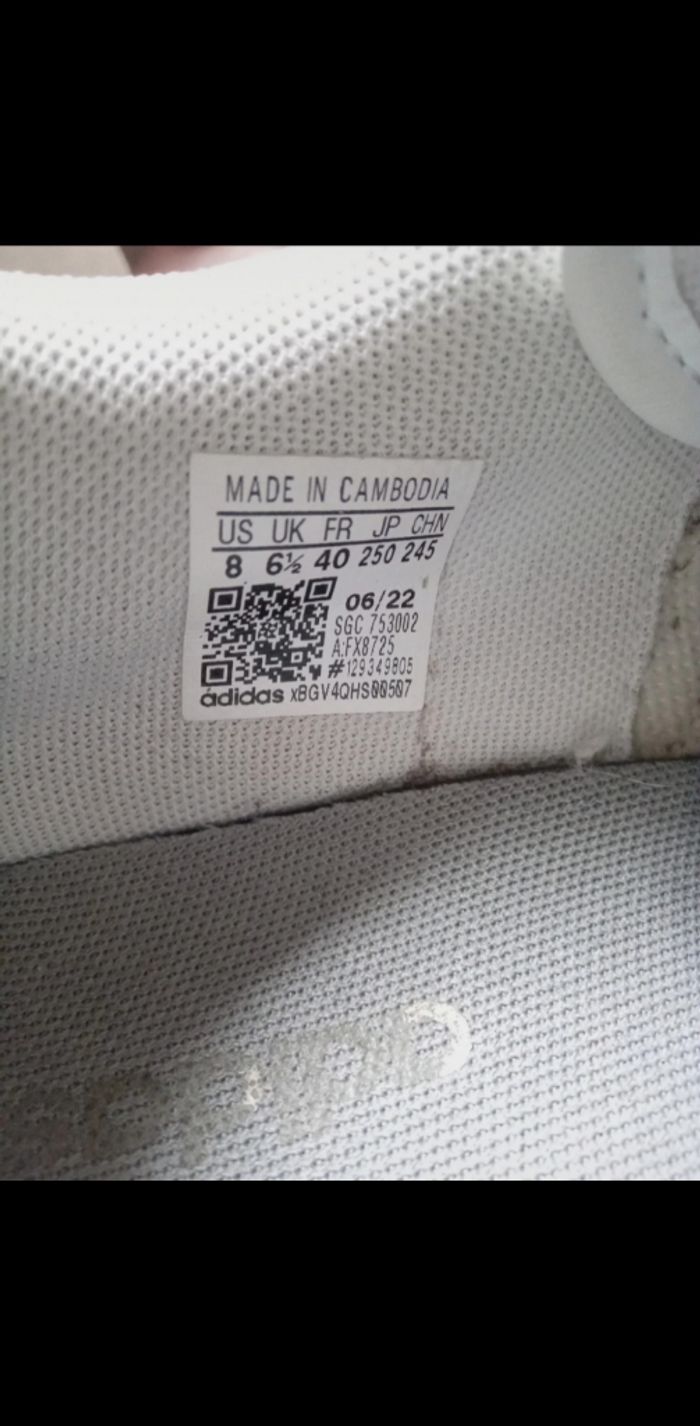 MADE IN CAMBODIA
US UK FR JP CHN
8 6½ 40 250 245
06/22
SGC 753002
A:FX8725
#129349805
adidas xBGV4QHS00507